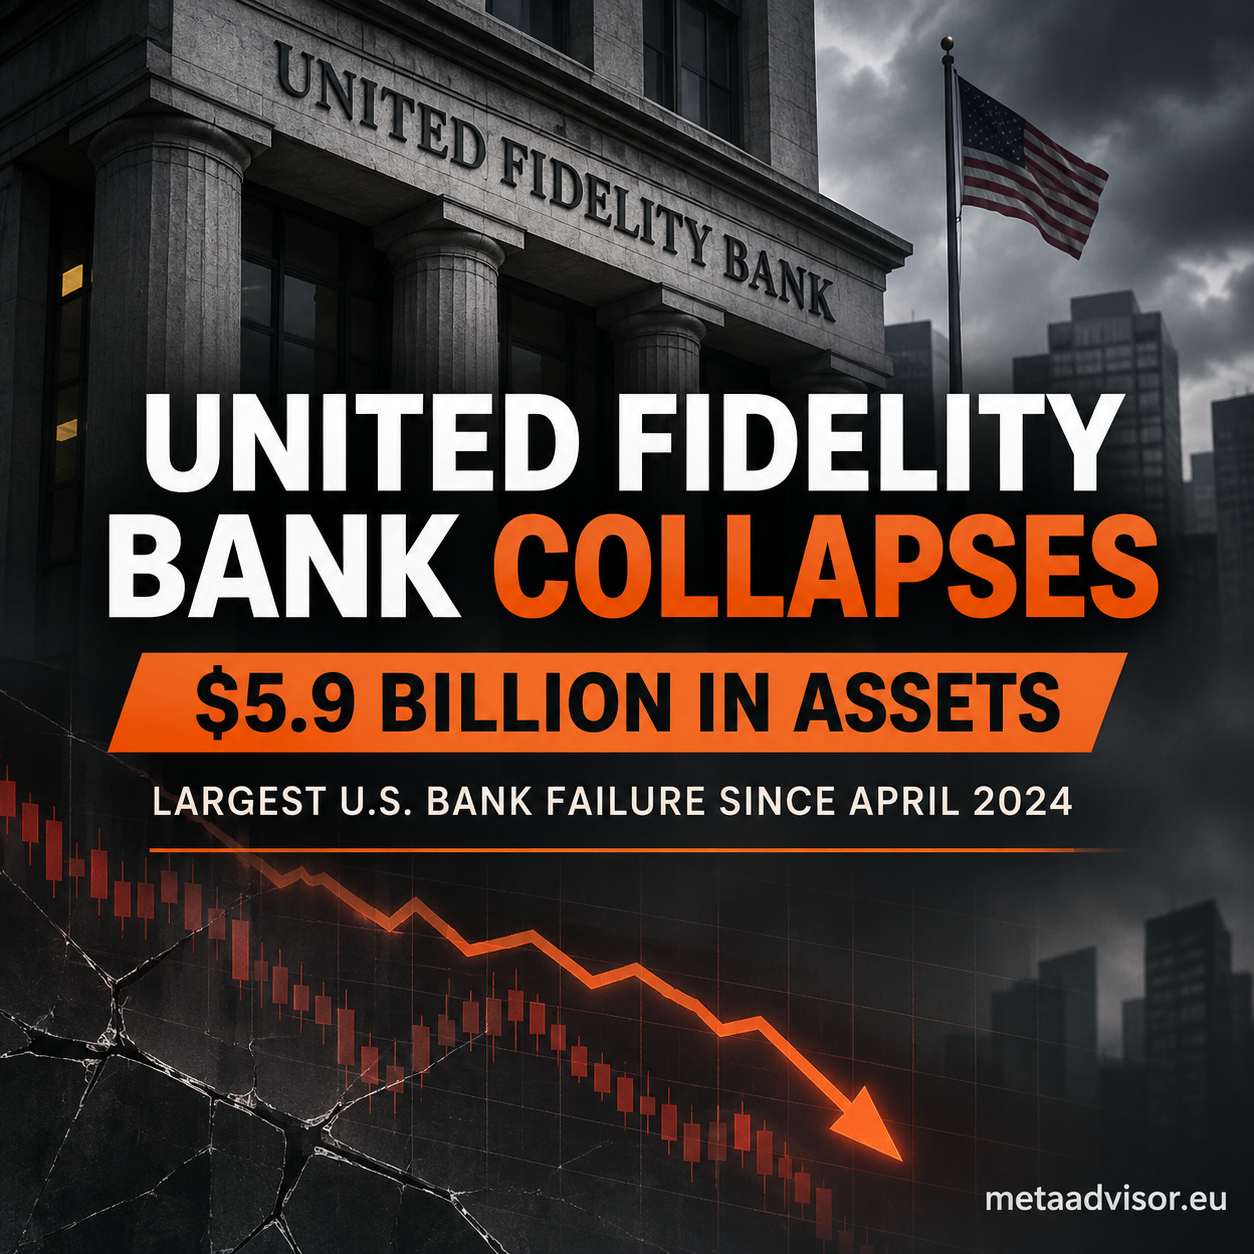 UNITED FIDELITY BANK
UNITED FIDELITY
BANK COLLAPSES
$5.9 BILLION IN ASSETS
LARGEST U.S. BANK FAILURE SINCE APRIL 2024
metaadvisor.eu